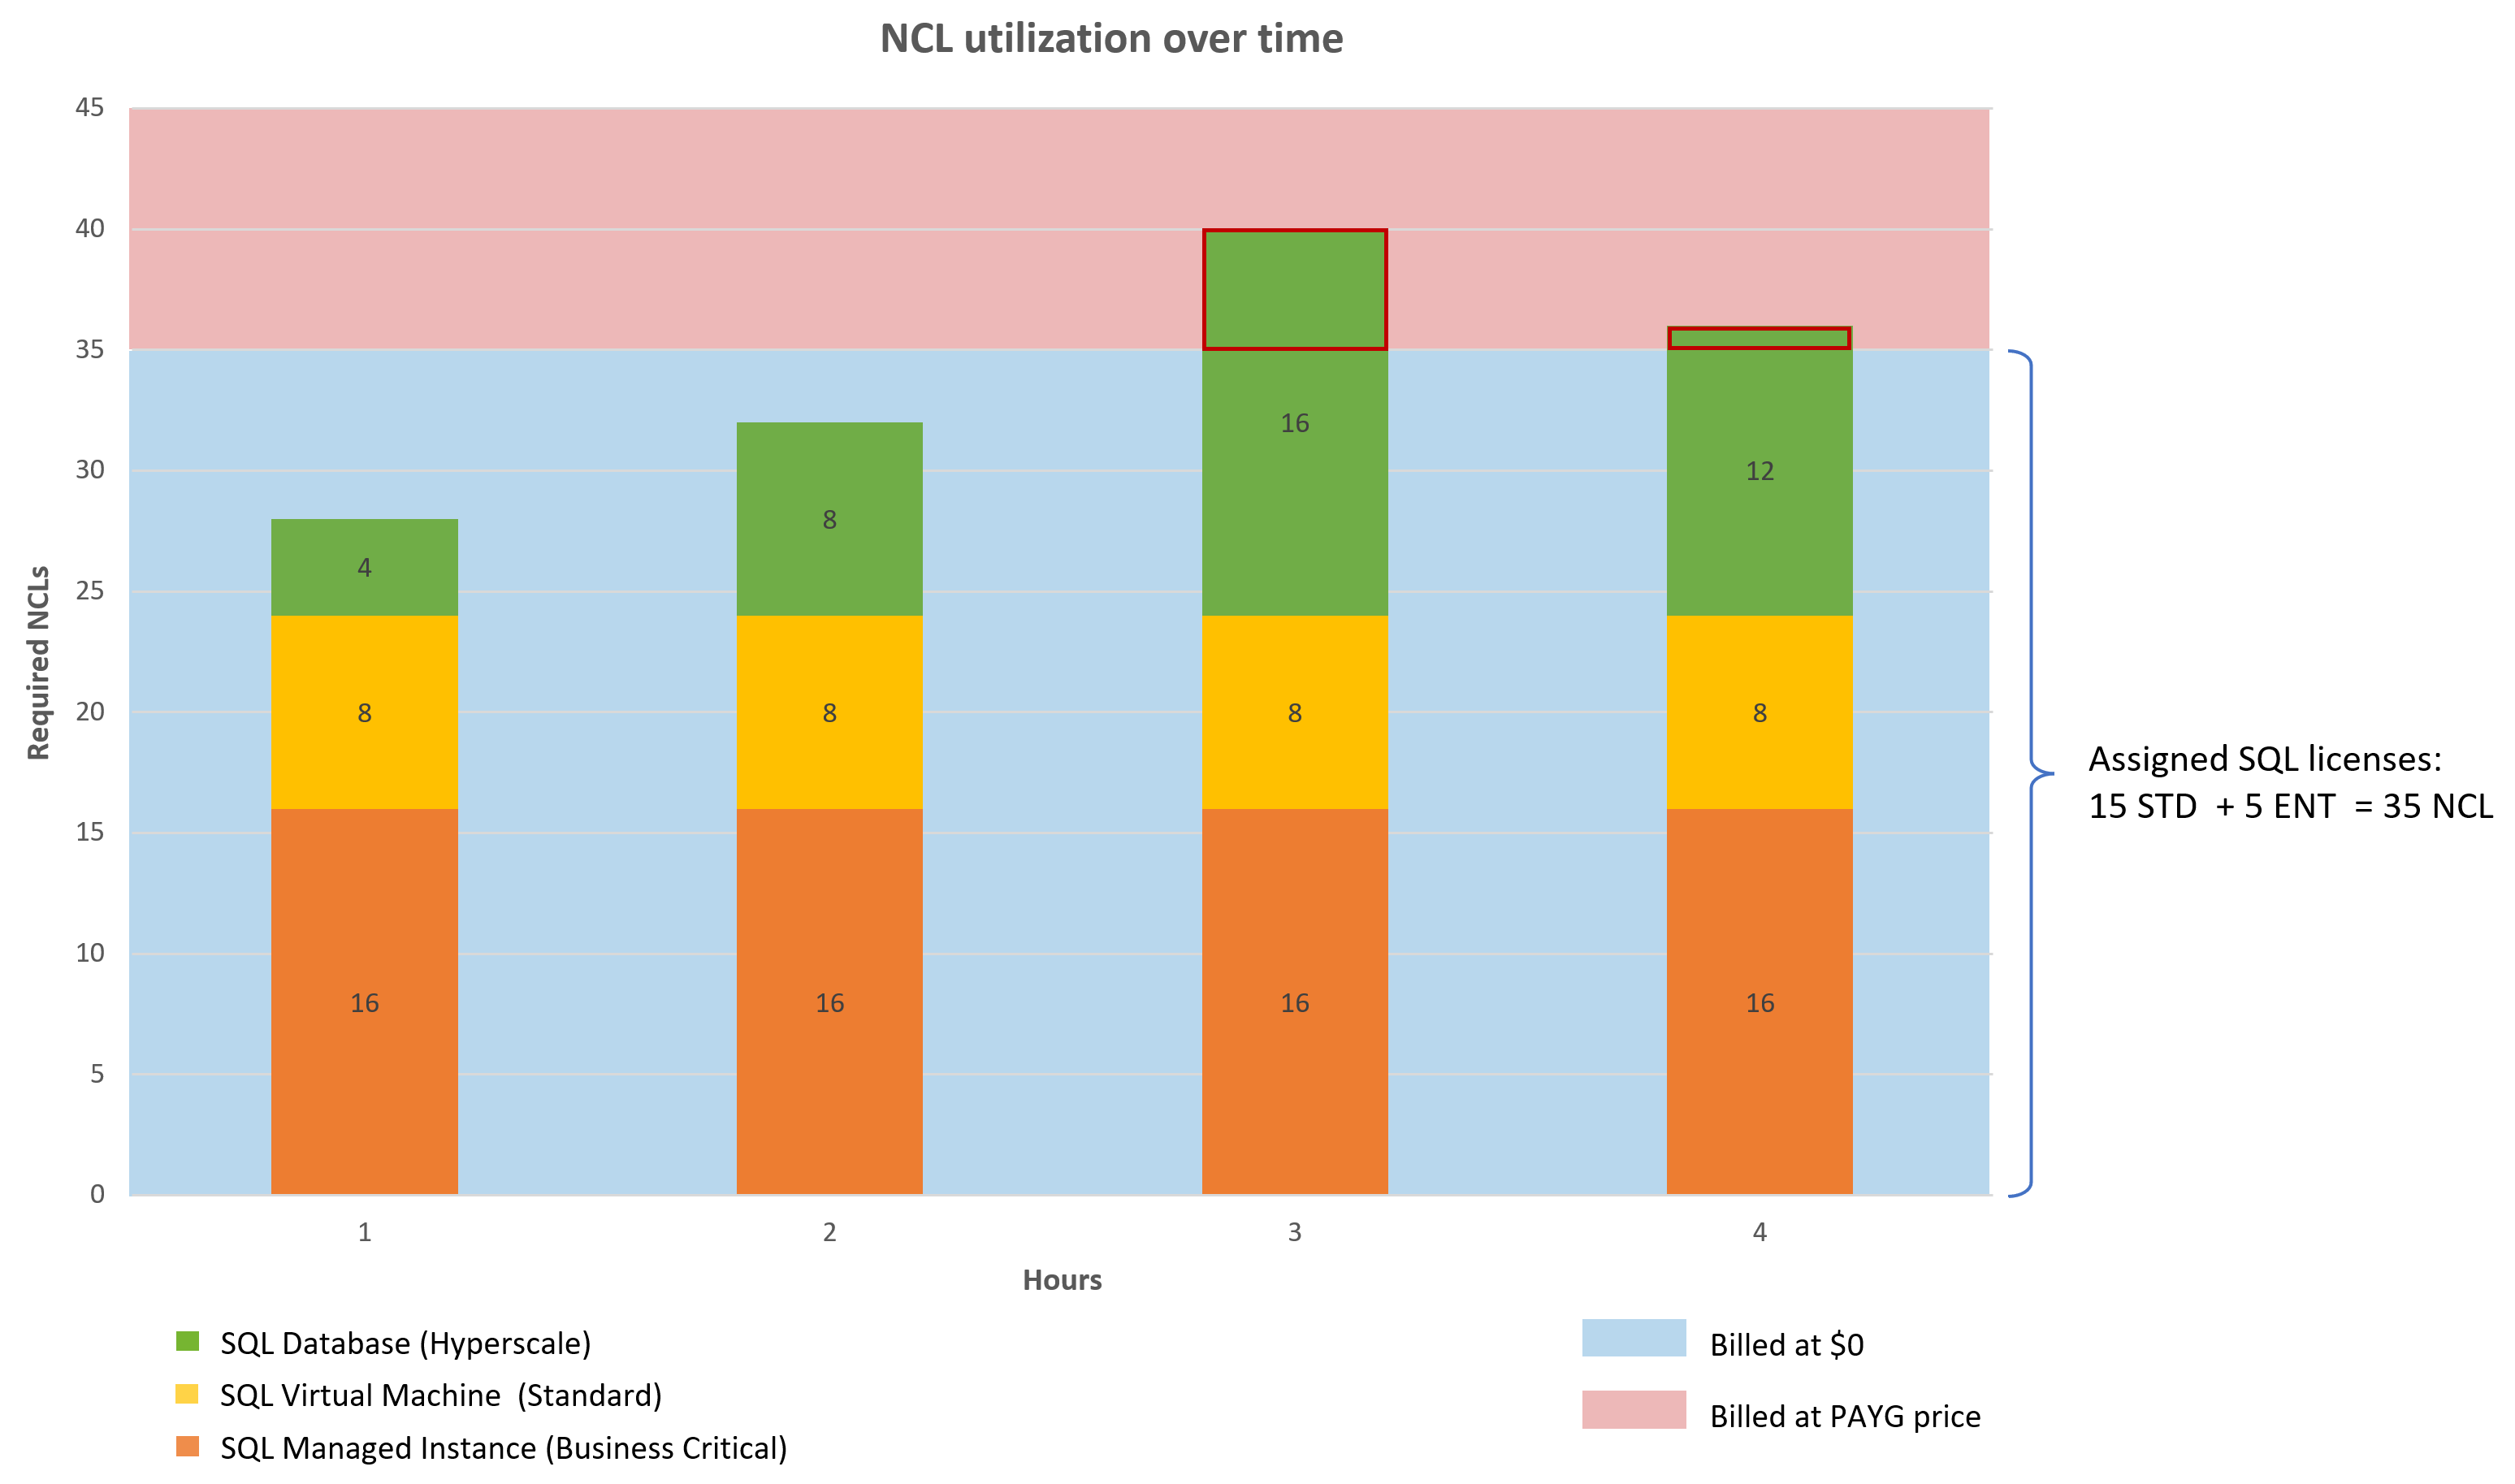 NCL utilization over time
45
40
35
30
25
20
15
10
5
0
Required NCLs
4
8
16
8
8
16
16
8
16
12
8
16
1
2
3
4
Hours
Assigned SQL licenses:
15 STD + 5 ENT = 35 NCL
SQL Database (Hyperscale)
SQL Virtual Machine (Standard)
SQL Managed Instance (Business Critical)
Billed at $0
Billed at PAYG price